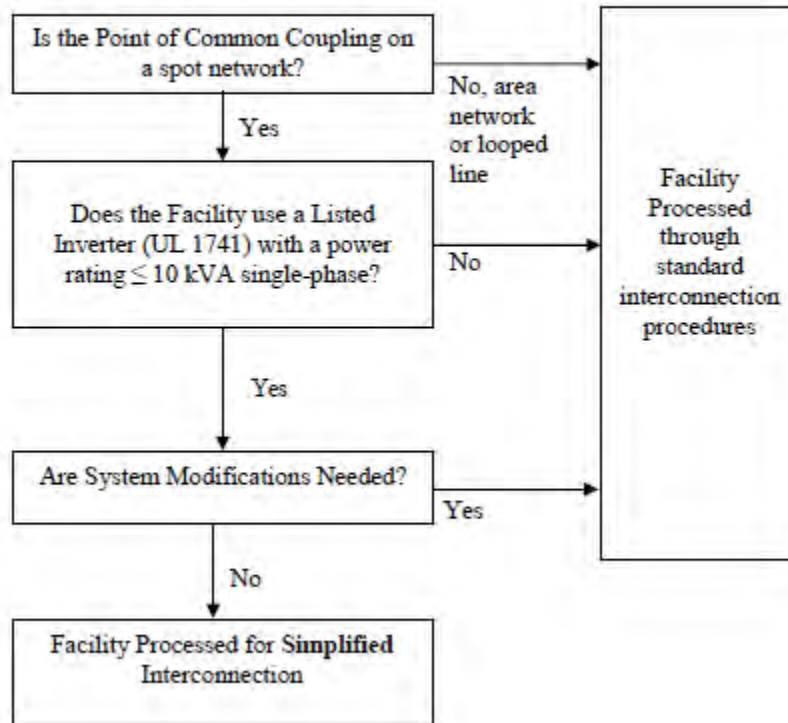 Is the Point of Common Coupling on
a spot network?
No, area
network
or looped
line
Yes
Does the Facility use a Listed
Inverter (UL 1741) with a power
rating ≤ 10 kVA single-phase?
No
Facility
Processed
through
standard
interconnection
procedures
Yes
Are System Modifications Needed?
Yes
No
Facility Processed for Simplified
Interconnection